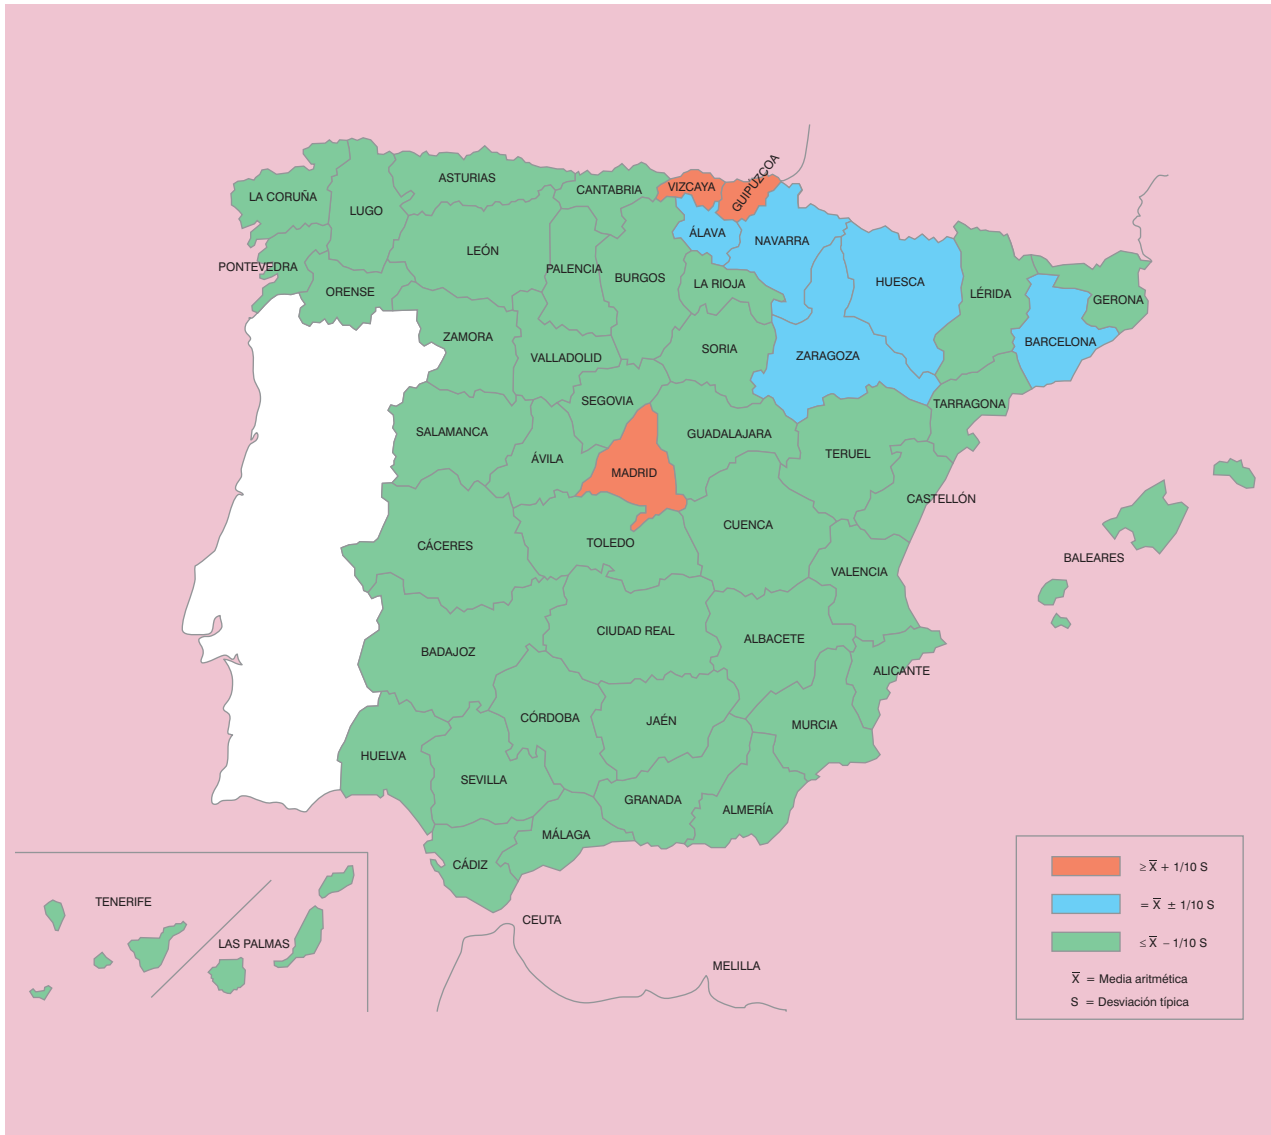 GUIPÚZCOA
ASTURIAS
VIZCAYA
CANTABRIA
LA CORUÑA
LUGO
ÁLAVA
NAVARRA
LEÓN
PONTEVEDRA
PALENCIA
BURGOS
LA RIOJA
HUESCA
ORENSE
LÉRIDA
GERONA
ZAMORA
BARCELONA
SORIA
VALLADOLID
ZARAGOZA
SEGOVIA
TARRAGONA
SALAMANCA
GUADALAJARA
ÁVILA
TERUEL
MADRID
CASTELLÓN
CUENCA
CÁCERES
TOLEDO
BALEARES
VALENCIA
CIUDAD REAL
ALBACETE
BADAJOZ
ALICANTE
CÓRDOBA
JAÉN
MURCIA
HUELVA
SEVILLA
GRANADA
ALMERÍA
MÁLAGA
CÁDIZ
TENERIFE
CEUTA
LAS PALMAS
MELILLA
≥ X̅ + 1/10 S
= X̅ ± 1/10 S
≤ X̅ − 1/10 S
X̅ = Media aritmética
S = Desviación típica